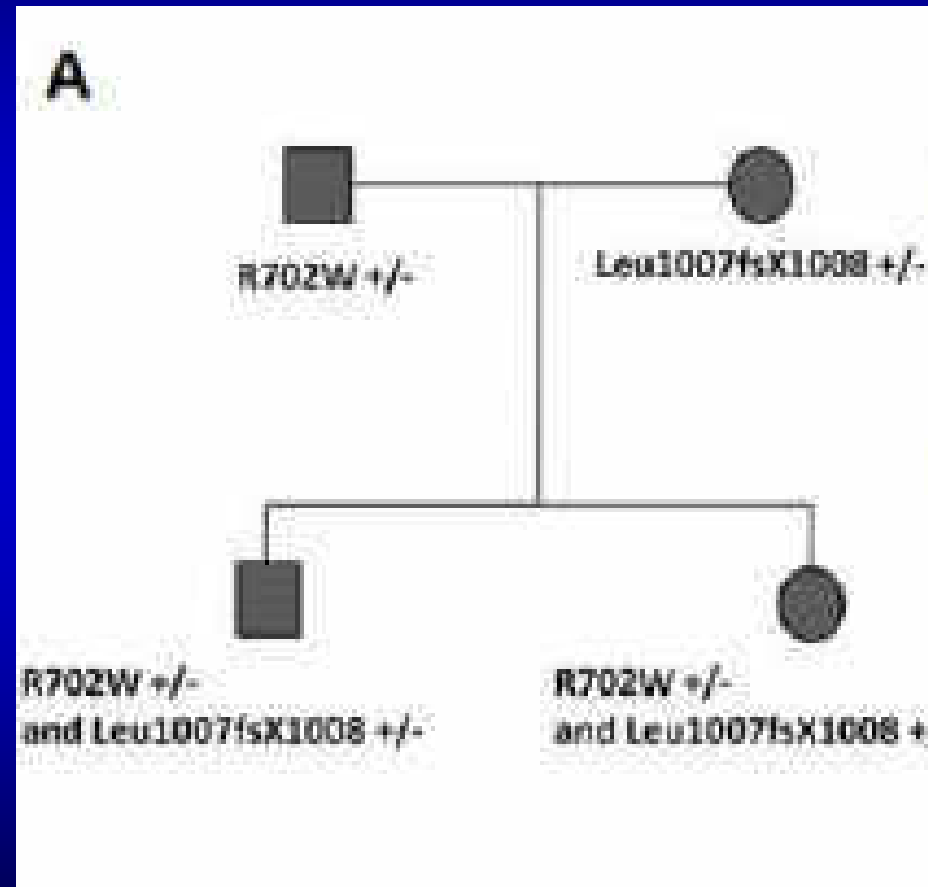 A
R702W +/-
Leu1007fsX1008 +/-
R702W +/-
and Leu1007fsX1008 +/-
R702W +/-
and Leu1007fsX1008 +